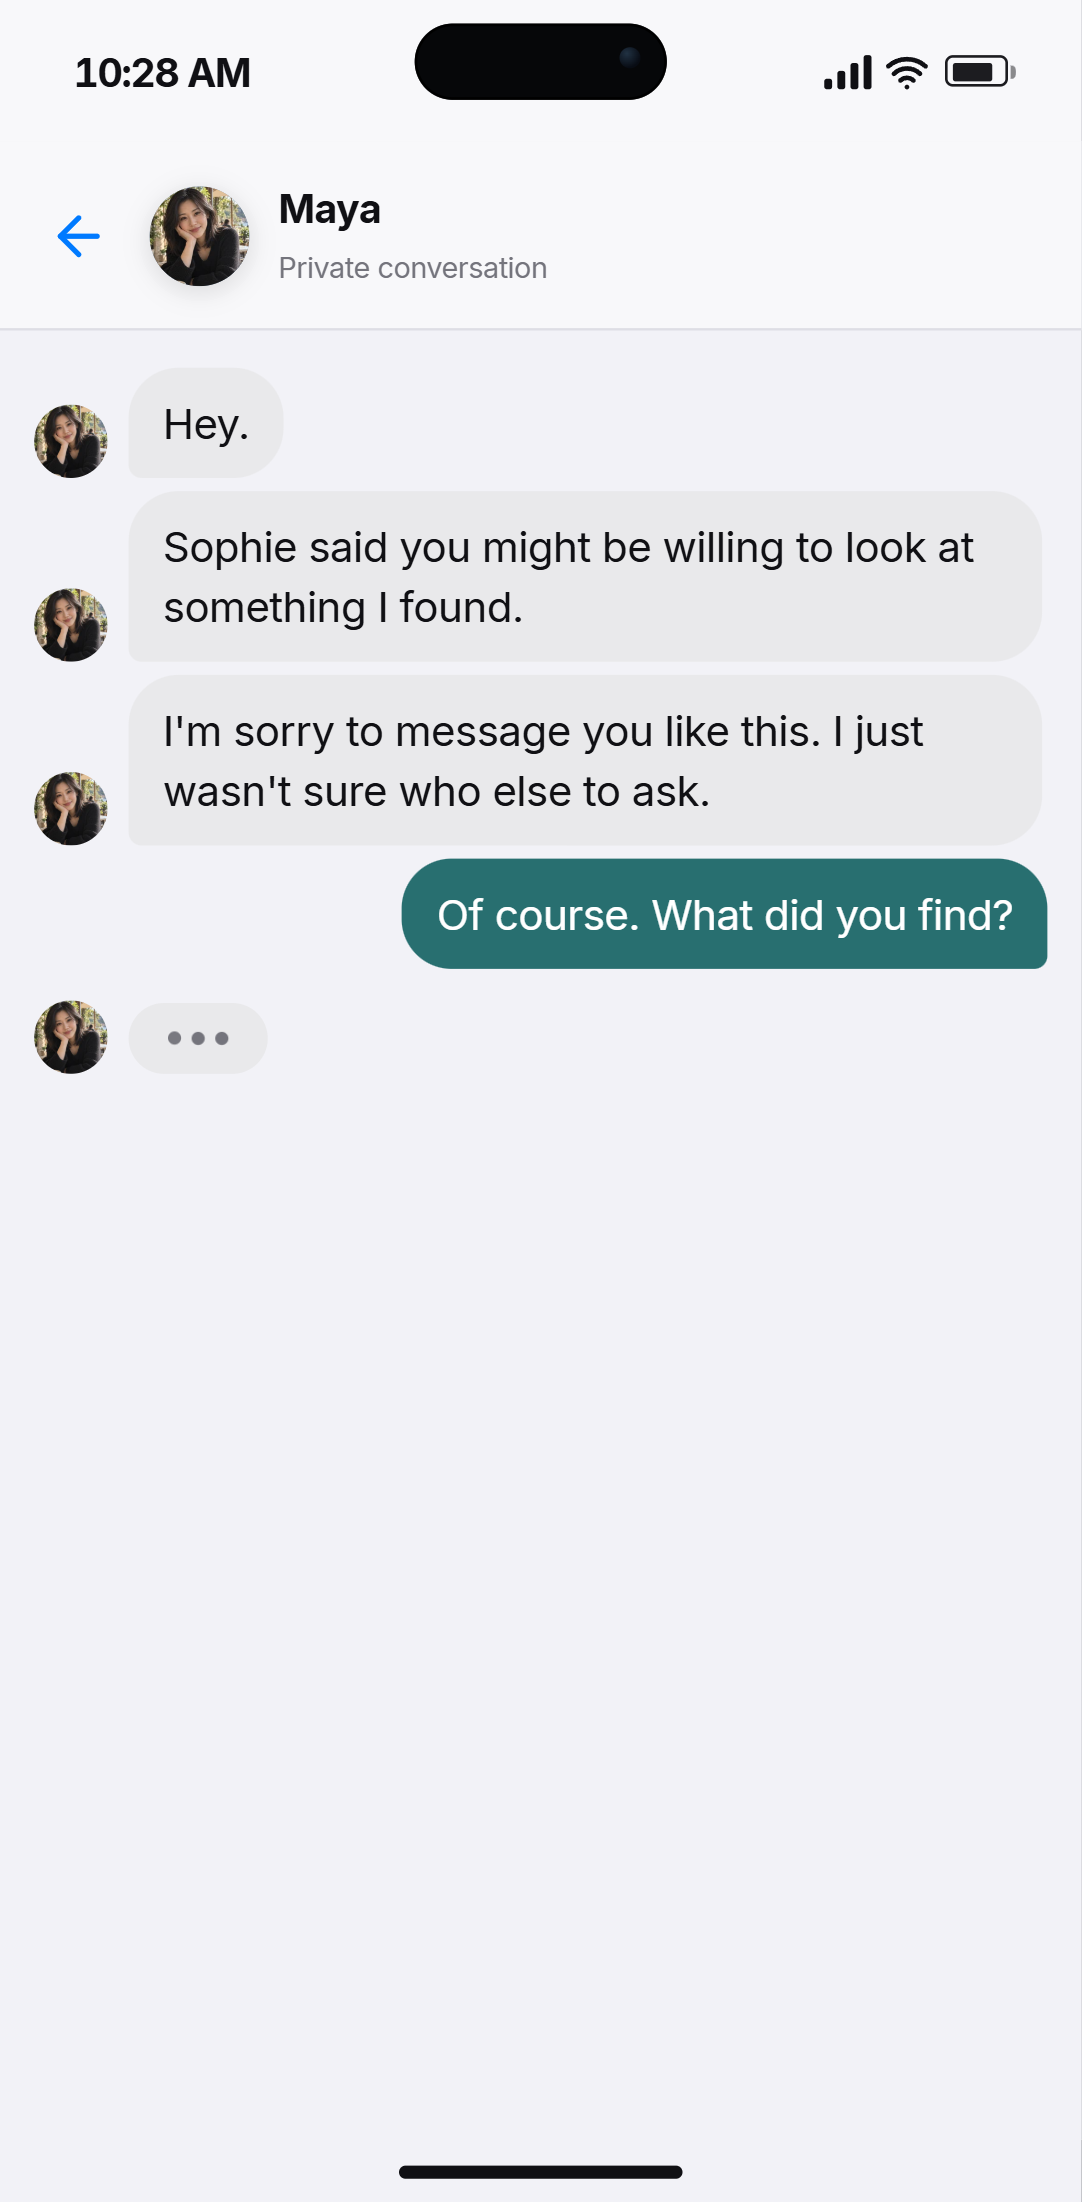 10:28 AM
Maya
Private conversation
Hey.
Sophie said you might be willing to look at
something I found.
I'm sorry to message you like this. I just
wasn't sure who else to ask.
Of course. What did you find?